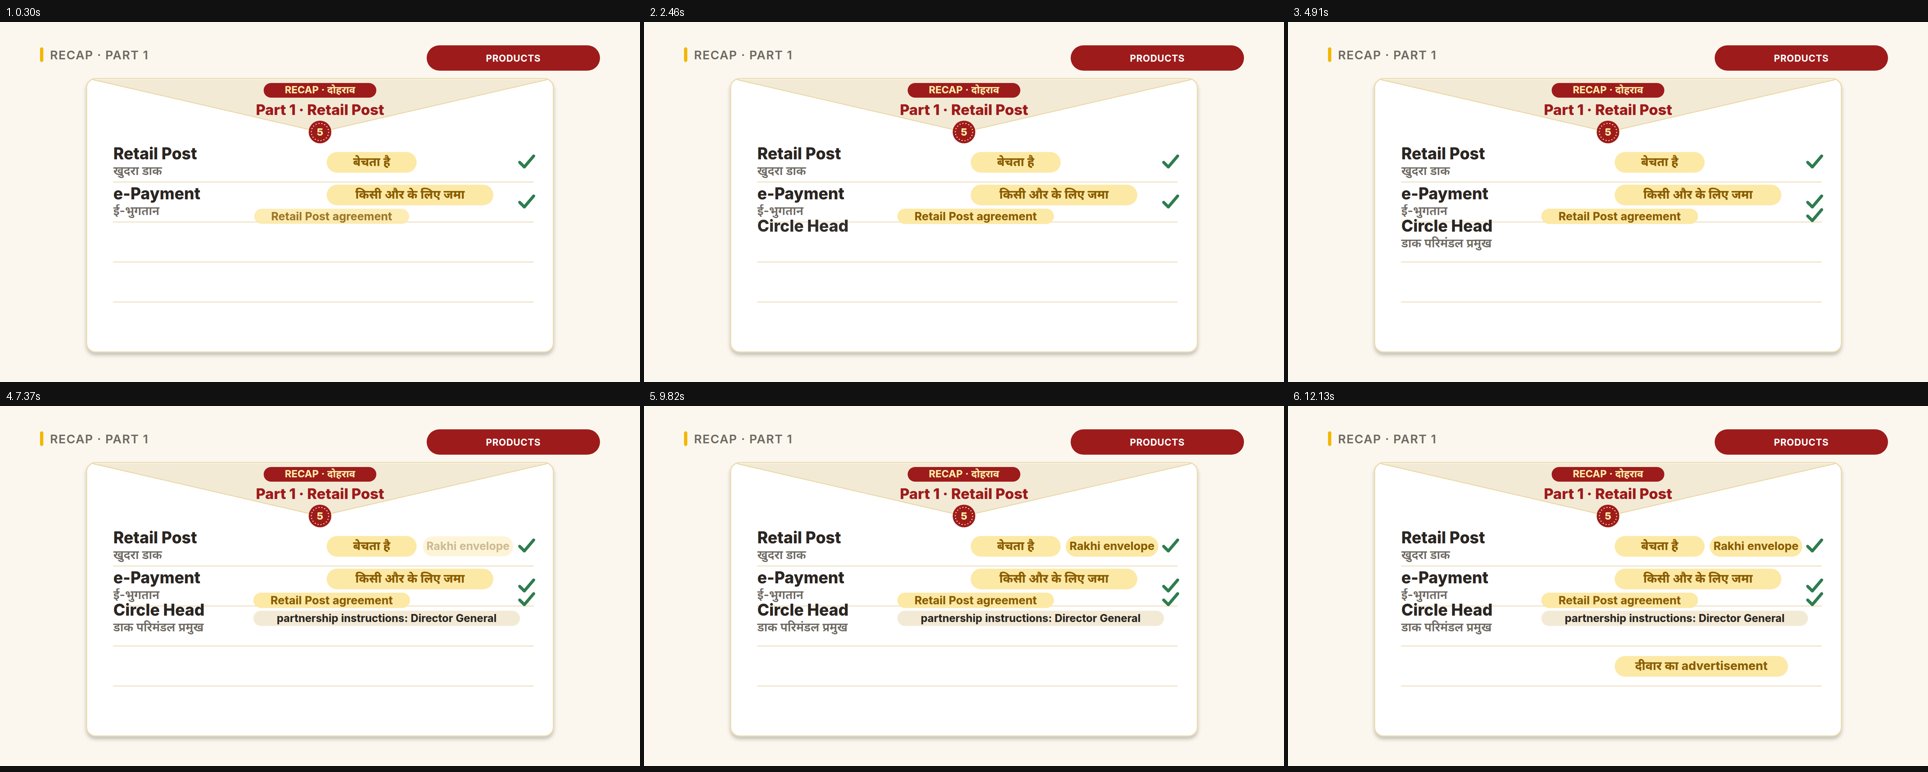 1. 0.30s
RECAP · PART 1
PRODUCTS
RECAP · दोहराव
Part 1 · Retail Post
5
Retail Post
खुदरा डाक
बेचता है
e-Payment
ई-भुगतान
किसी और के लिए जमा
Retail Post agreement
2. 2.46s
RECAP · PART 1
PRODUCTS
RECAP · दोहराव
Part 1 · Retail Post
5
Retail Post
खुदरा डाक
बेचता है
e-Payment
ई-भुगतान
किसी और के लिए जमा
Retail Post agreement
Circle Head
3. 4.91s
RECAP · PART 1
PRODUCTS
RECAP · दोहराव
Part 1 · Retail Post
5
Retail Post
खुदरा डाक
बेचता है
e-Payment
ई-भुगतान
किसी और के लिए जमा
Retail Post agreement
Circle Head
डाक परिमंडल प्रमुख
4. 7.37s
RECAP · PART 1
PRODUCTS
RECAP · दोहराव
Part 1 · Retail Post
5
Retail Post
खुदरा डाक
बेचता है
Rakhi envelope
e-Payment
ई-भुगतान
किसी और के लिए जमा
Retail Post agreement
Circle Head
डाक परिमंडल प्रमुख
partnership instructions: Director General
5. 9.82s
RECAP · PART 1
PRODUCTS
RECAP · दोहराव
Part 1 · Retail Post
5
Retail Post
खुदरा डाक
बेचता है
Rakhi envelope
e-Payment
ई-भुगतान
किसी और के लिए जमा
Retail Post agreement
Circle Head
डाक परिमंडल प्रमुख
partnership instructions: Director General
6. 12.13s
RECAP · PART 1
PRODUCTS
RECAP · दोहराव
Part 1 · Retail Post
5
Retail Post
खुदरा डाक
बेचता है
Rakhi envelope
e-Payment
ई-भुगतान
किसी और के लिए जमा
Retail Post agreement
Circle Head
डाक परिमंडल प्रमुख
partnership instructions: Director General
दीवार का advertisement